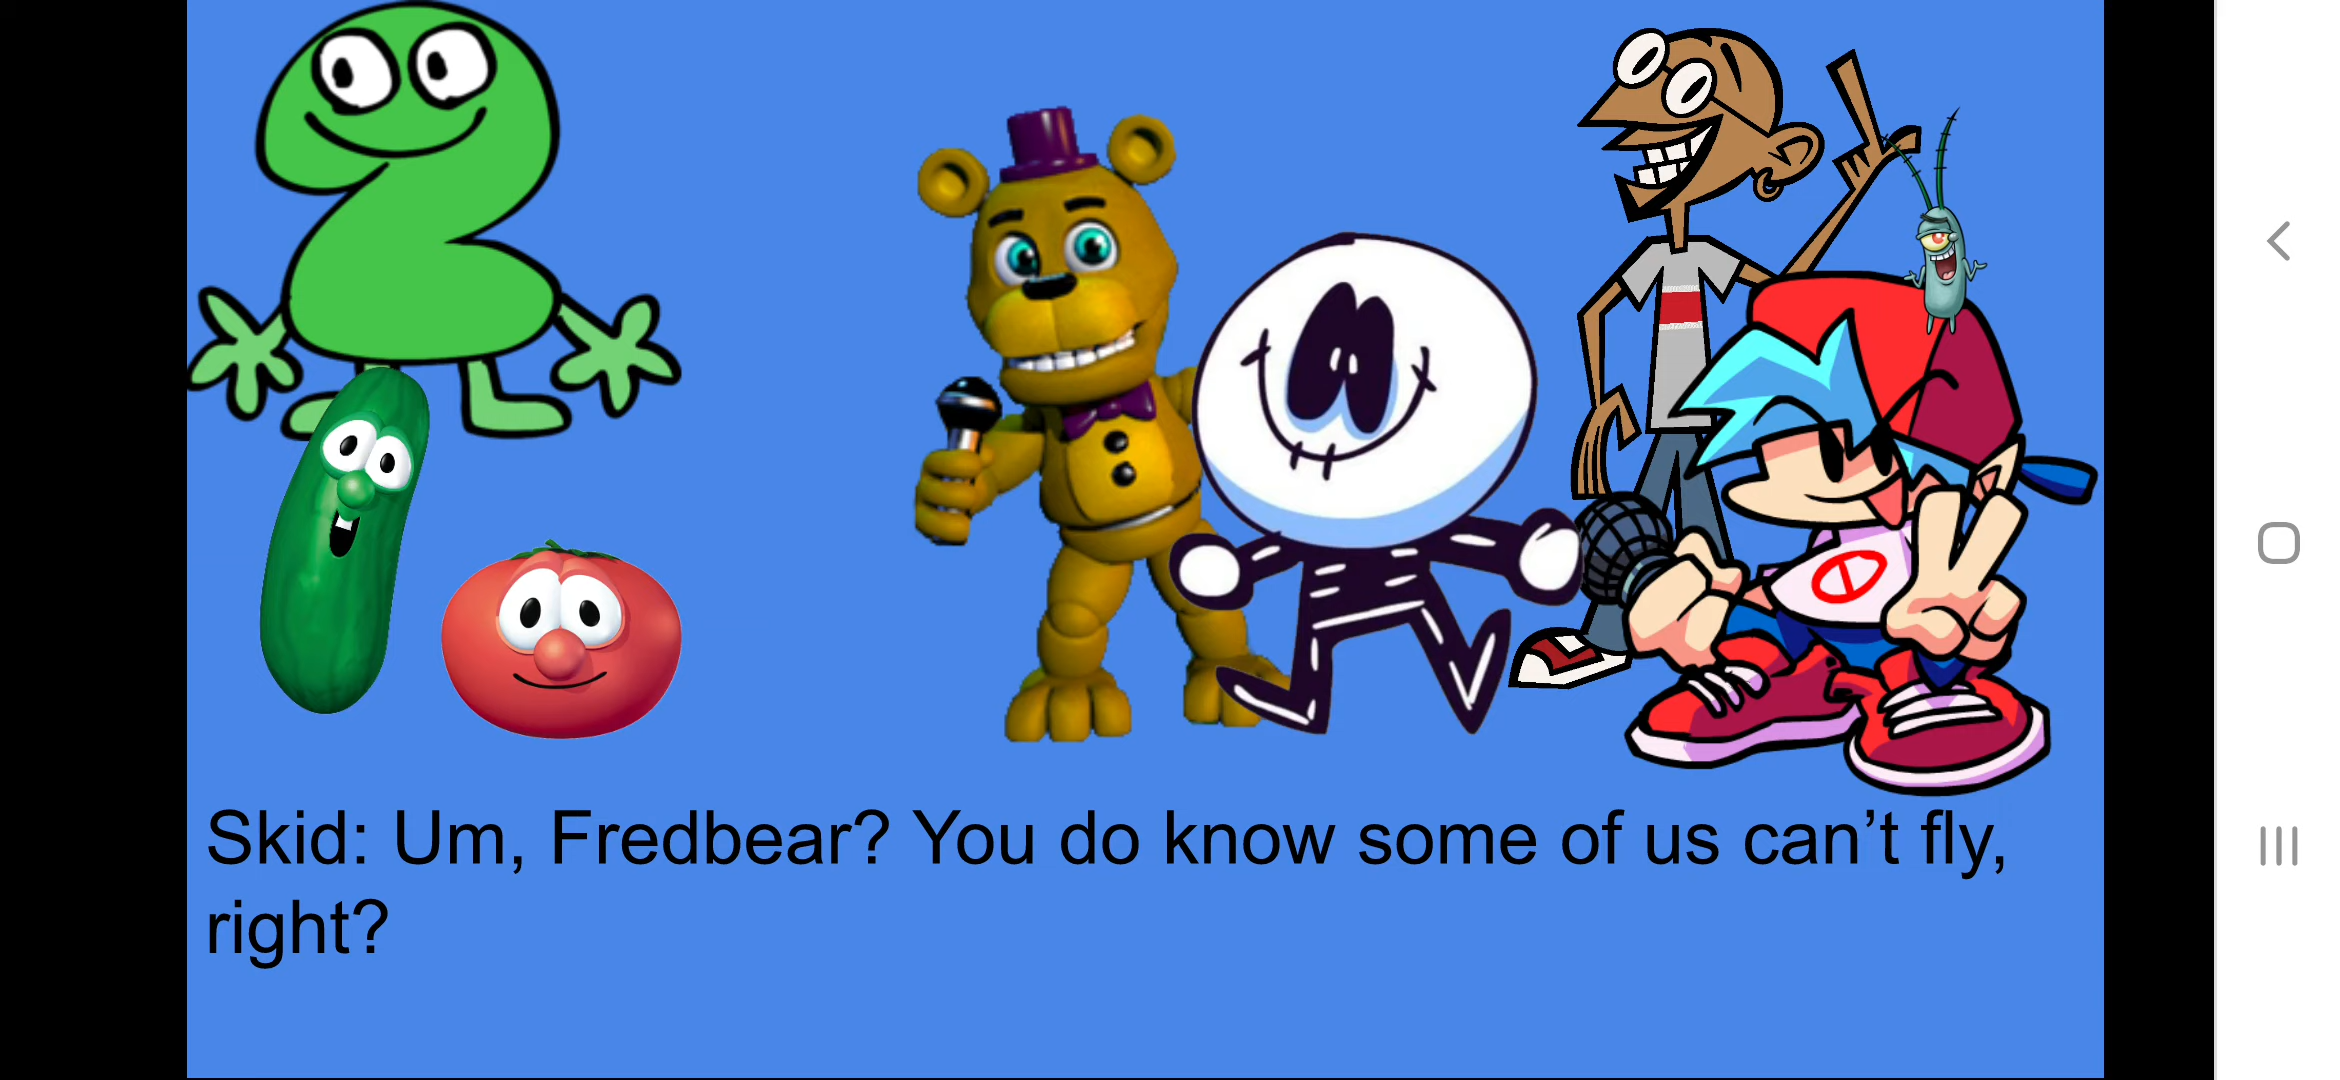 Skid: Um, Fredbear? You do know some of us can’t fly,
right?